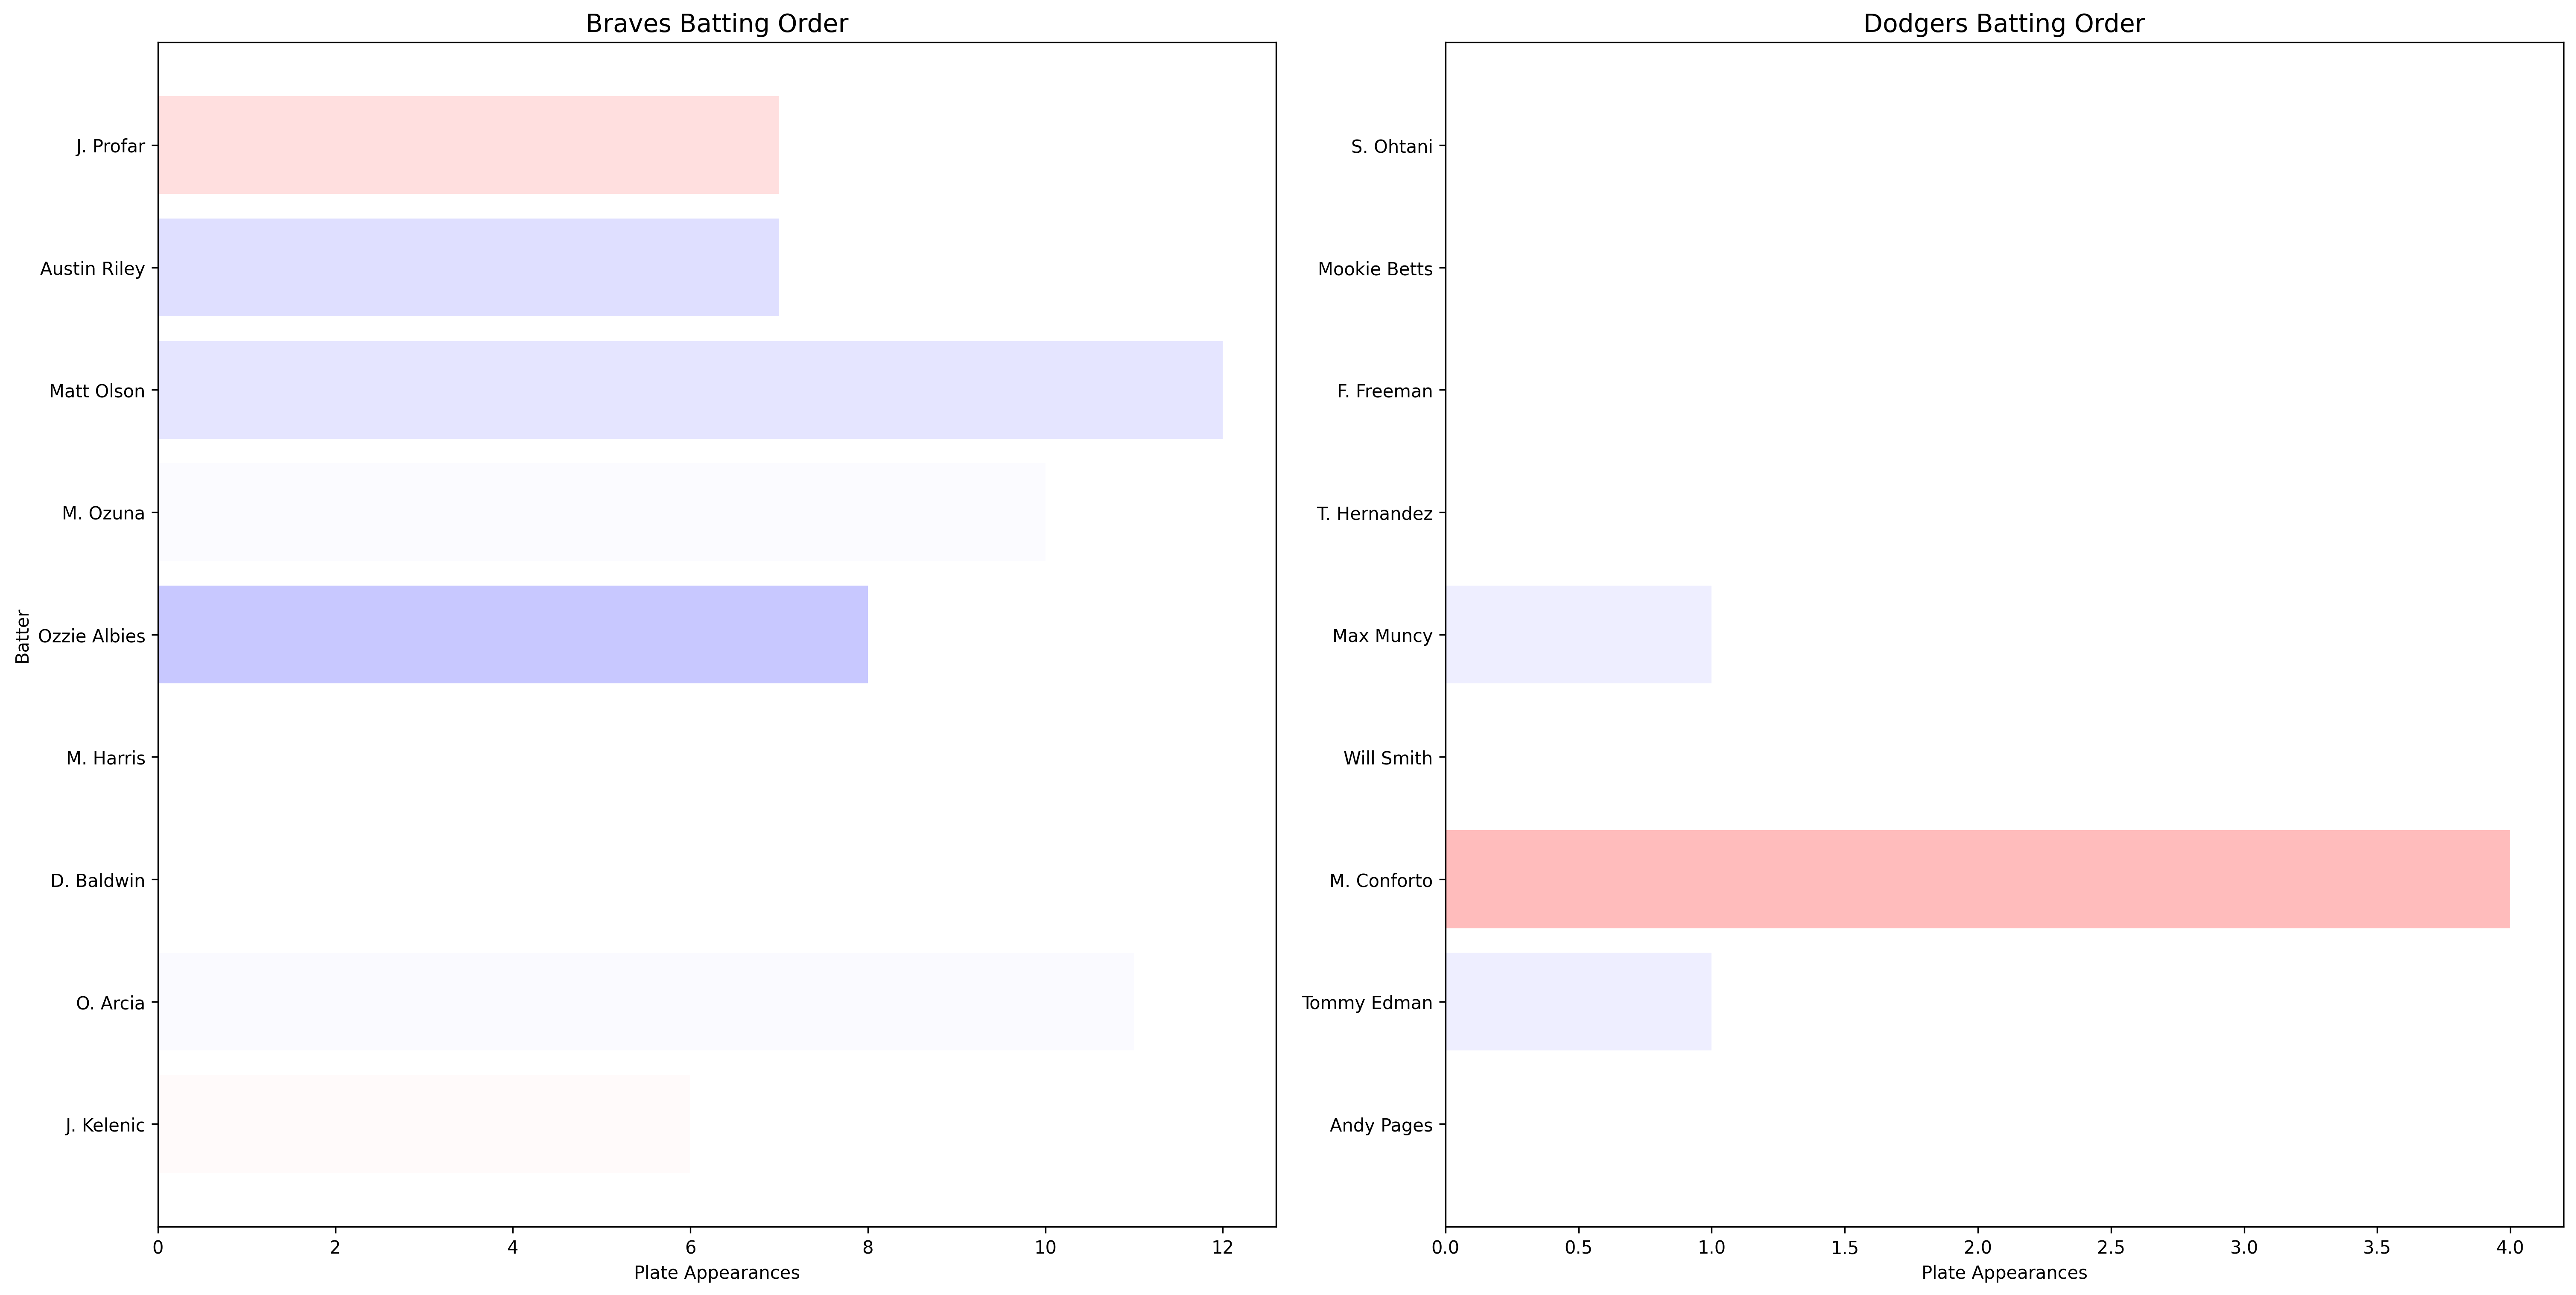 Braves Batting Order
Batter
J. Profar
Austin Riley
Matt Olson
M. Ozuna
Ozzie Albies
M. Harris
D. Baldwin
O. Arcia
J. Kelenic
0 2 4 6 8 10 12
Plate Appearances
Dodgers Batting Order
S. Ohtani
Mookie Betts
F. Freeman
T. Hernandez
Max Muncy
Will Smith
M. Conforto
Tommy Edman
Andy Pages
0.0 0.5 1.0 1.5 2.0 2.5 3.0 3.5 4.0
Plate Appearances